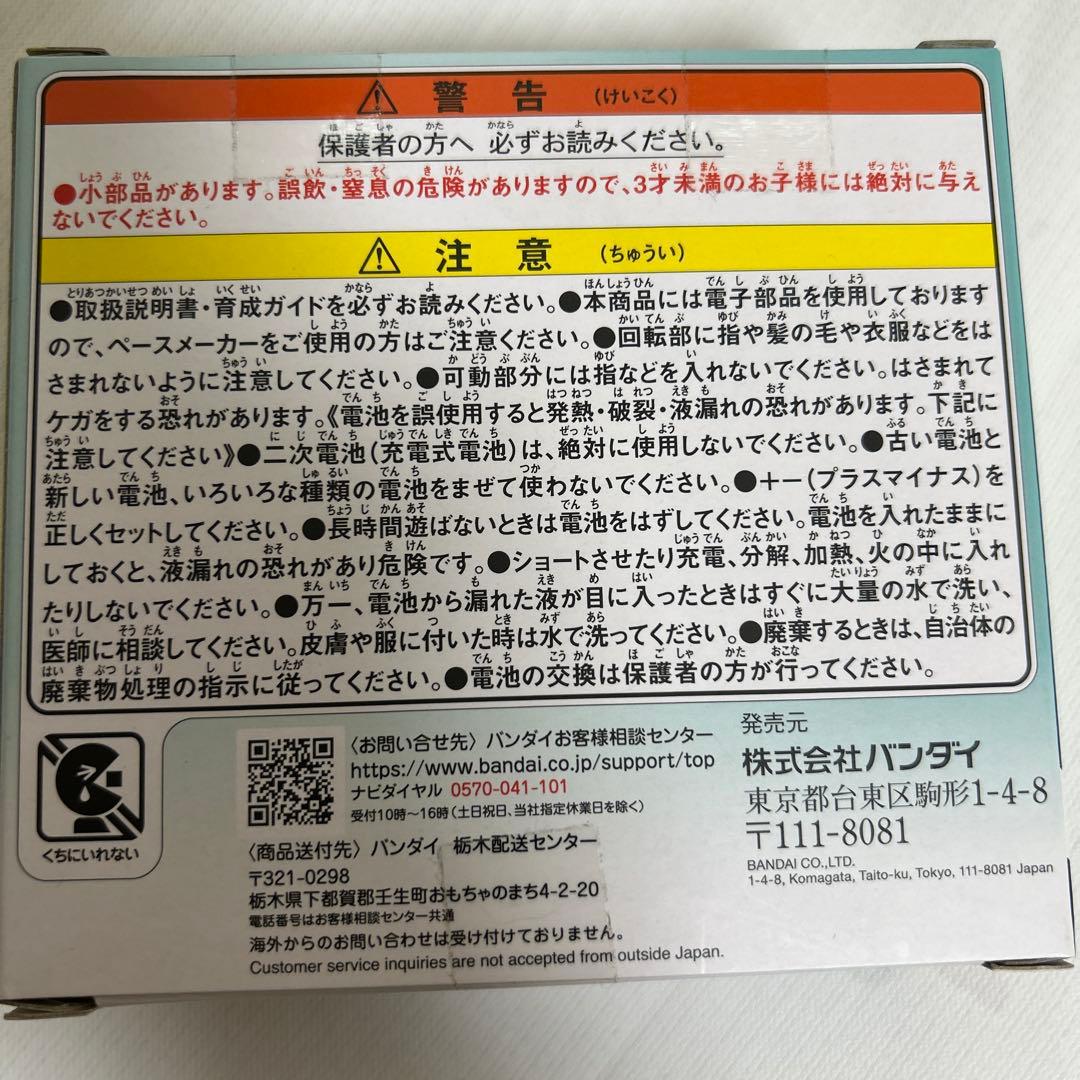 警告 (けいこく)
保護者の方へ 必ずお読みください。
●小部品があります。誤飲・窒息の危険がありますので、3才未満のお子様には絶対に与え
ないでください。
注意 (ちゅうい)
●取扱説明書・育成ガイドを必ずお読みください。●本商品には電子部品を使用しております
ので、ペースメーカーをご使用の方はご注意ください。●回転部に指や髪の毛や衣服などをは
さまれないように注意してください。●可動部分には指などを入れないでください。はさまれて
ケガをする恐れがあります。《電池を誤使用すると発熱・破裂・液漏れの恐れがあります。下記に
注意してください》●二次電池(充電式電池)は、絶対に使用しないでください。●古い電池と
新しい電池、いろいろな種類の電池をまぜて使わないでください。●+-(プラスマイナス)を
正しくセットしてください。●長時間遊ばないときは電池をはずしてください。電池を入れたままに
しておくと、液漏れの恐れがあり危険です。●ショートさせたり充電、分解、加熱、火の中に入れ
たりしないでください。●万一、電池から漏れた液が目に入ったときはすぐに大量の水で洗い、
医師に相談してください。皮膚や服に付いた時は水で洗ってください。●廃棄するときは、自治体の
廃棄物処理の指示に従ってください。●電池の交換は保護者の方が行ってください。
くちにいれない
〈お問い合せ先〉バンダイお客様相談センター
https://www.bandai.co.jp/support/top
ナビダイヤル 0570-041-101
受付10時〜16時(土日祝日、当社指定休業日を除く)
〈商品送付先〉バンダイ 栃木配送センター
〒321-0298
栃木県下都賀郡壬生町おもちゃのまち4-2-20
電話番号はお客様相談センター共通
海外からのお問い合わせは受け付けておりません。
Customer service inquiries are not accepted from outside Japan.
発売元
株式会社バンダイ
東京都台東区駒形1-4-8
〒111-8081
BANDAI CO.,LTD.
1-4-8, Komagata, Taito-ku, Tokyo, 111-8081 Japan